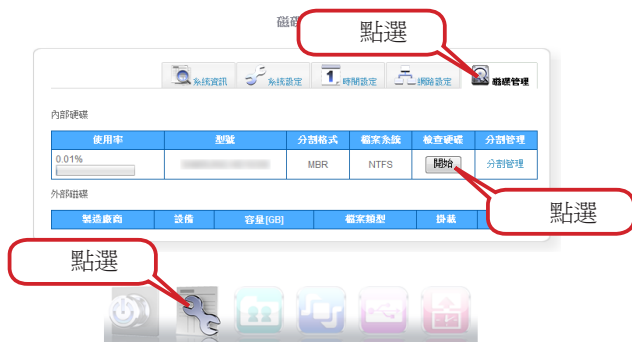 磁碟
點選
系統資訊 系統設定 1. 時間設定 網路設定 磁碟管理
內部硬碟
使用率 型號 分割格式 檔案系統 檢查硬碟 分割管理
0.01% MBR NTFS 開始 分割管理
外部磁碟
製造廠商 設備 容量[GB] 檔案類型 掛載
點選
點選